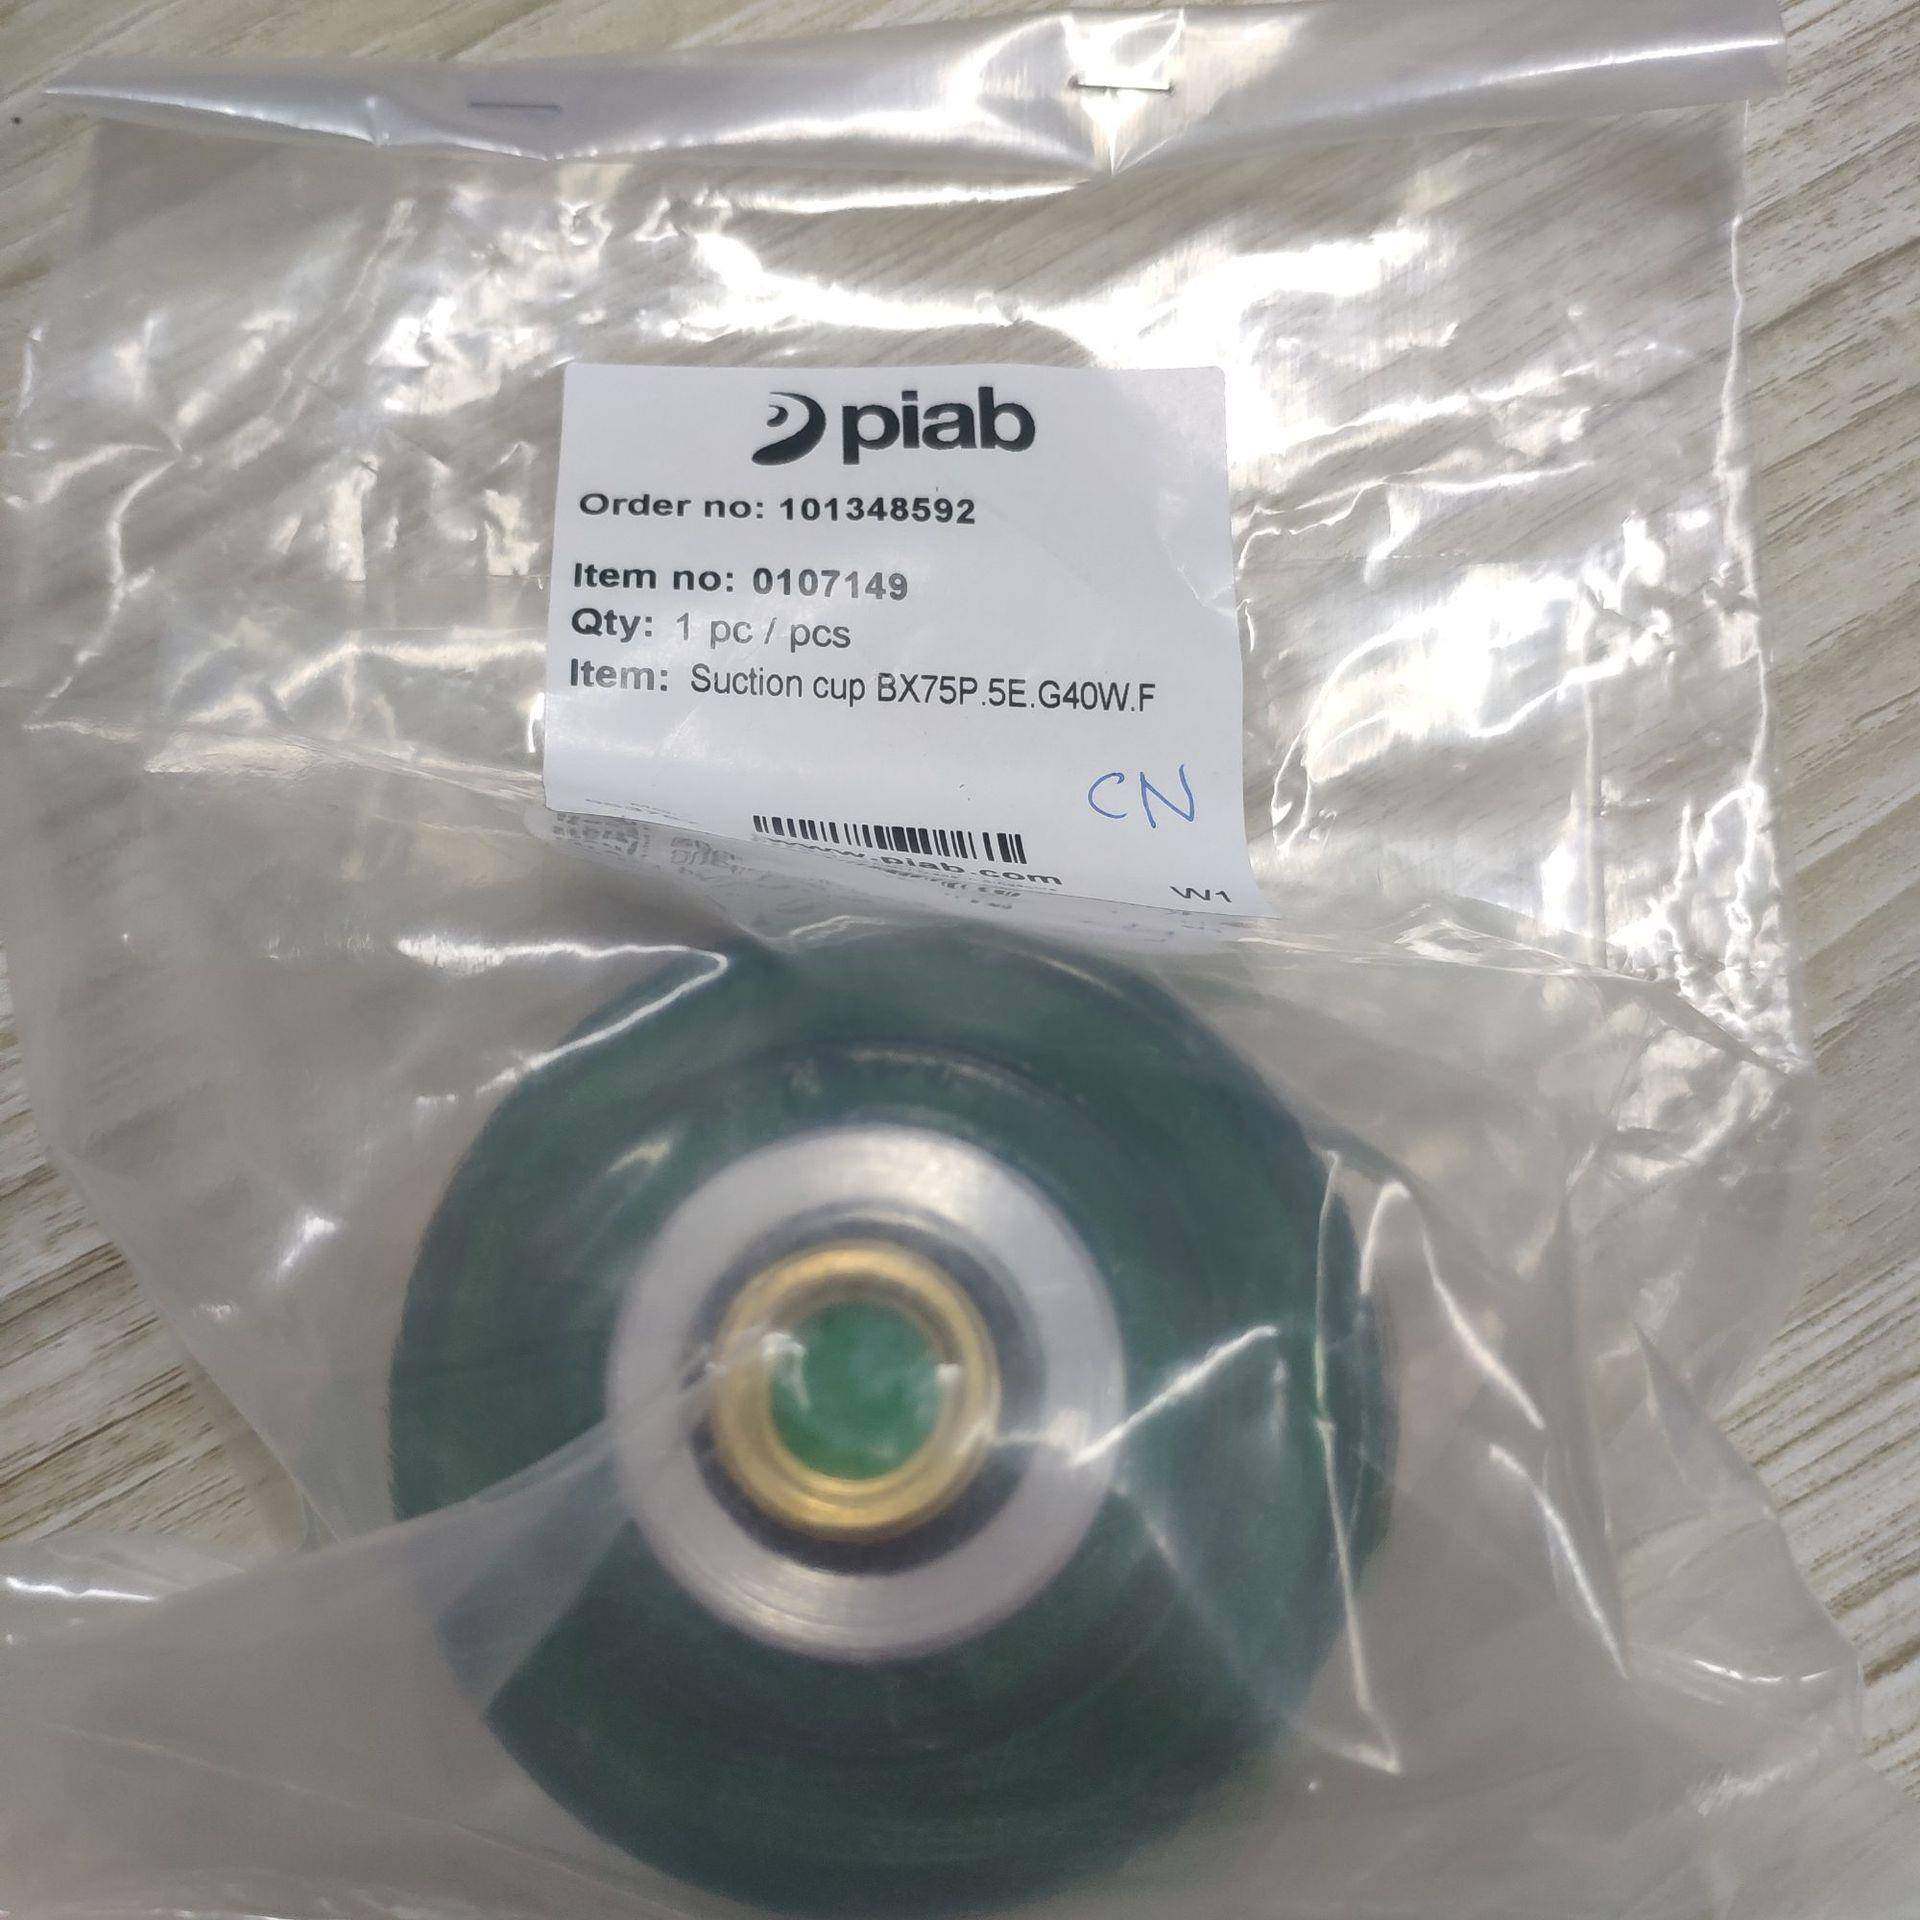 piab
Order no: 101348592
Item no: 0107149
Qty: 1 pc / pcs
Item: Suction cup BX75P.5E.G40W.F
CN
www.piab.com
W1